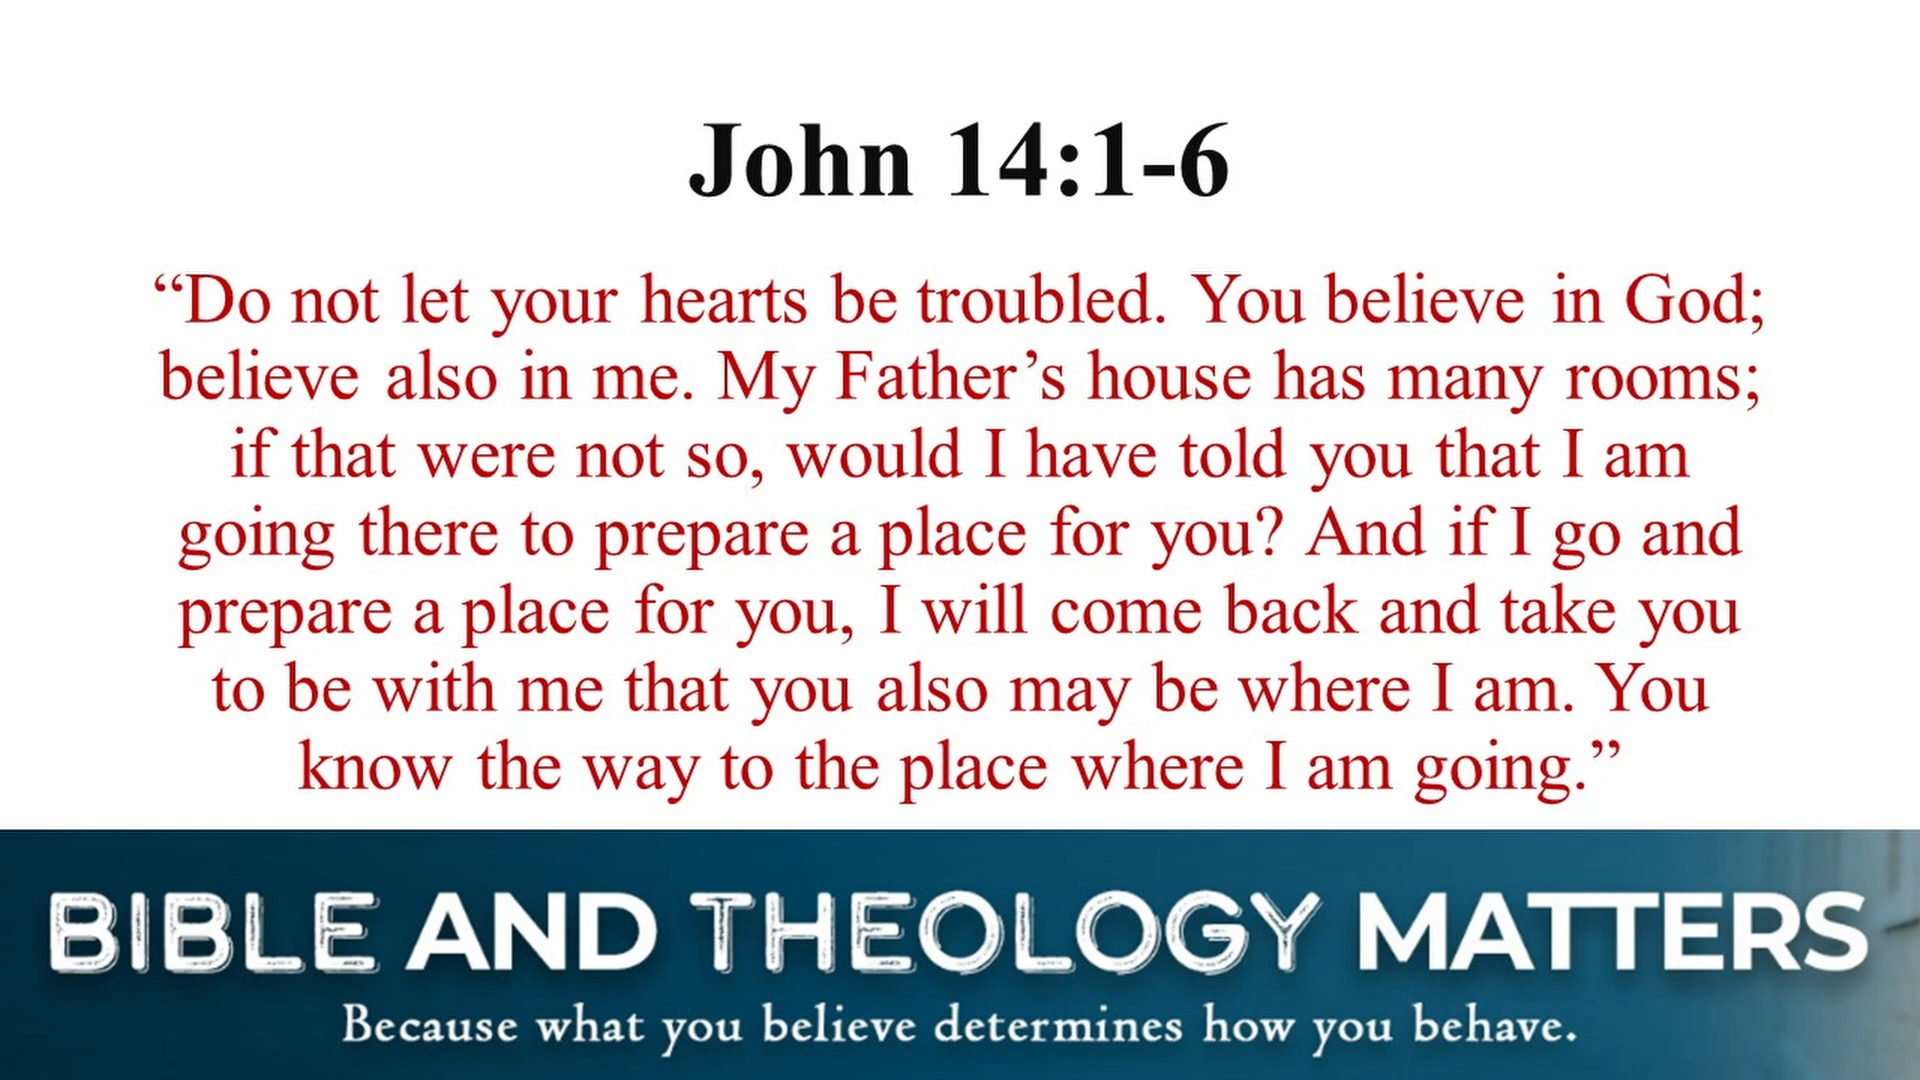 John 14:1-6
“Do not let your hearts be troubled. You believe in God;
believe also in me. My Father’s house has many rooms;
if that were not so, would I have told you that I am
going there to prepare a place for you? And if I go and
prepare a place for you, I will come back and take you
to be with me that you also may be where I am. You
know the way to the place where I am going.”
BIBLE AND THEOLOGY MATTERS
Because what you believe determines how you behave.